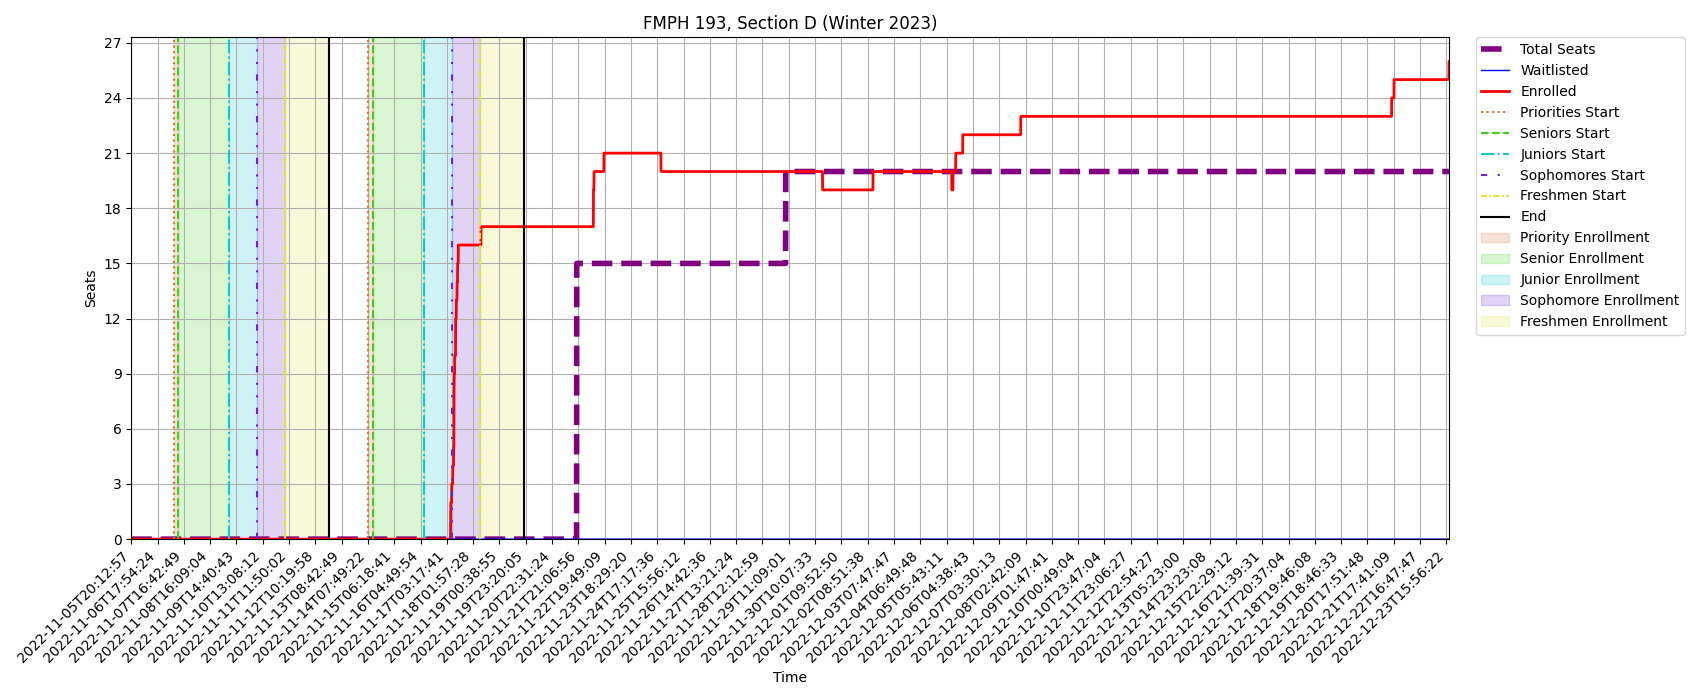 FMPH 193, Section D (Winter 2023)
27
24
21
18
15
12
9
6
3
0
Seats
2022-11-05T20:12:57
2022-11-06T17:54:24
2022-11-07T16:42:49
2022-11-08T16:09:04
2022-11-09T14:40:43
2022-11-10T13:08:12
2022-11-11T11:50:02
2022-11-12T10:19:58
2022-11-13T08:42:49
2022-11-14T07:49:22
2022-11-15T06:18:41
2022-11-16T04:49:54
2022-11-17T03:17:41
2022-11-18T01:57:28
2022-11-19T00:38:55
2022-11-19T23:20:05
2022-11-20T22:31:24
2022-11-21T21:06:56
2022-11-22T19:49:09
2022-11-23T18:29:20
2022-11-24T17:17:36
2022-11-25T15:56:12
2022-11-26T14:42:36
2022-11-27T13:21:24
2022-11-28T12:12:59
2022-11-29T11:09:01
2022-11-30T10:07:33
2022-12-01T09:52:50
2022-12-02T08:51:38
2022-12-03T07:47:47
2022-12-04T06:49:48
2022-12-05T05:43:11
2022-12-06T04:38:43
2022-12-07T03:30:13
2022-12-08T02:42:09
2022-12-09T01:47:41
2022-12-10T00:49:04
2022-12-10T23:47:04
2022-12-11T23:06:27
2022-12-12T22:54:27
2022-12-13T05:23:00
2022-12-14T23:23:08
2022-12-15T22:29:12
2022-12-16T21:39:31
2022-12-17T20:37:04
2022-12-18T19:46:08
2022-12-19T18:46:33
2022-12-20T17:51:48
2022-12-21T17:41:09
2022-12-22T16:47:47
2022-12-23T15:56:22
Time
Total Seats
Waitlisted
Enrolled
Priorities Start
Seniors Start
Juniors Start
Sophomores Start
Freshmen Start
End
Priority Enrollment
Senior Enrollment
Junior Enrollment
Sophomore Enrollment
Freshmen Enrollment